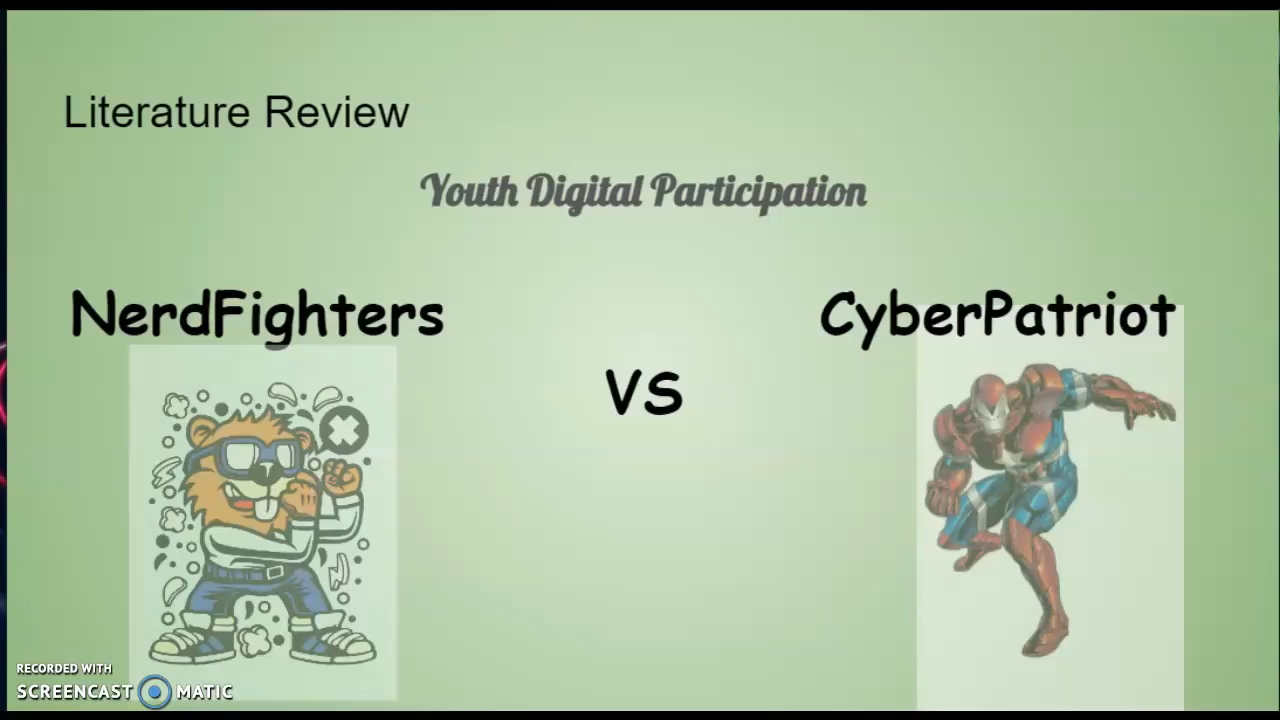 Literature Review
Youth Digital Participation
NerdFighters
CyberPatriot
VS
RECORDED WITH
SCREENCAST MATIC